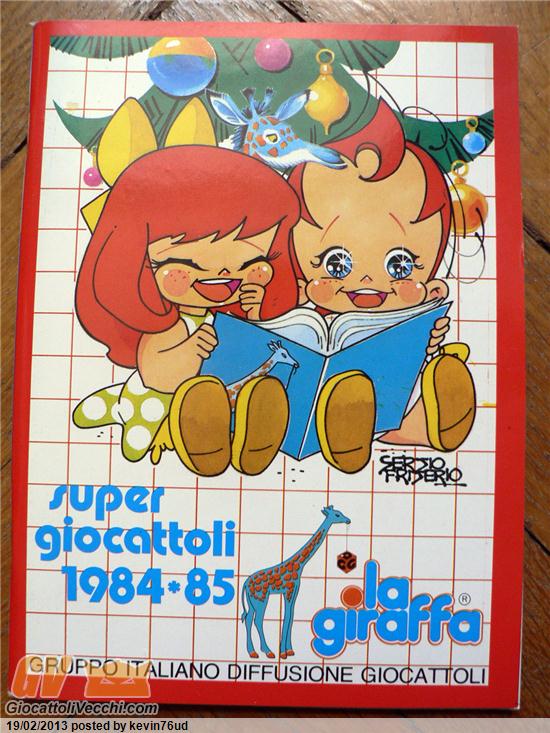 SERGIO FRISERIO
super
giocattoli
1984*85
la
giraffa ®
GRUPPO ITALIANO DIFFUSIONE GIOCATTOLI
GV
GiocattoliVecchi.com
19/02/2013 posted by kevin76ud